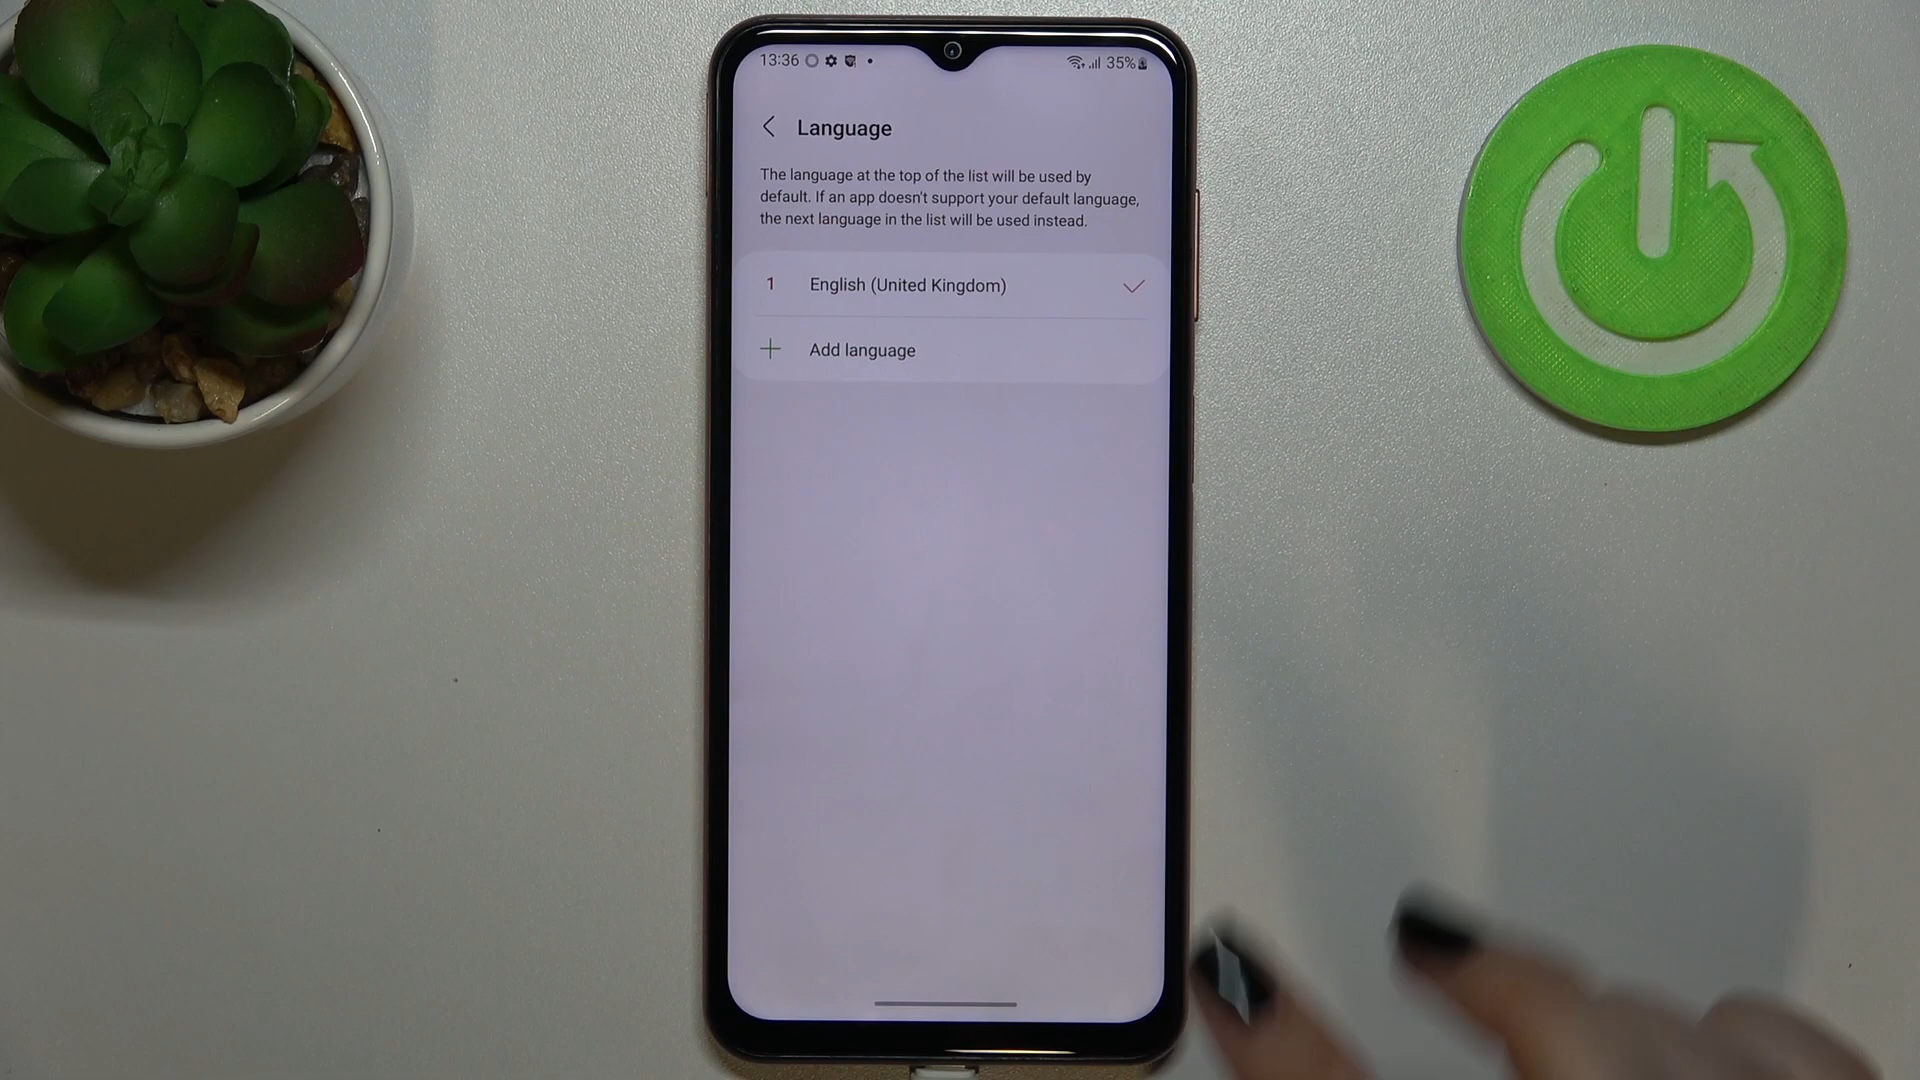 13:36 35%
Language
The language at the top of the list will be used by
default. If an app doesn't support your default language,
the next language in the list will be used instead.
1 English (United Kingdom)
Add language